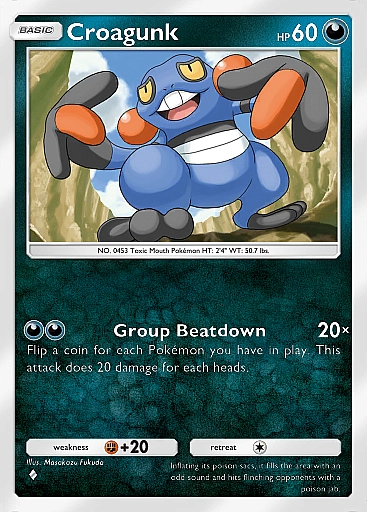 BASIC Croagunk HP 60
NO. 0453 Toxic Mouth Pokémon HT: 2'4" WT: 50.7 lbs.
Group Beatdown 20×
Flip a coin for each Pokémon you have in play. This
attack does 20 damage for each heads.
weakness +20 retreat
Illus. Masakazu Fukuda
Inflating its poison sacs, it fills the area with an
odd sound and hits flinching opponents with a
poison jab.